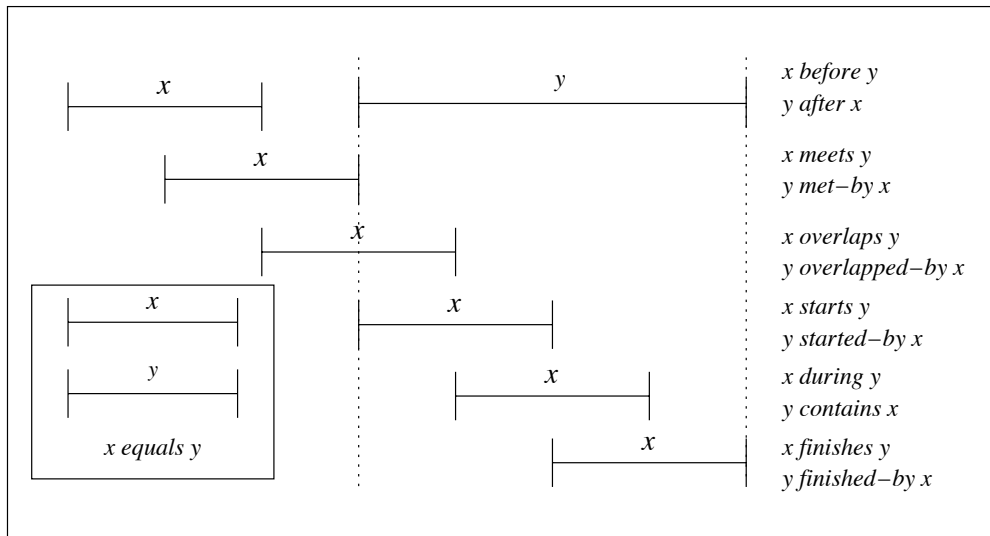 x
y
x before y
y after x
x
x meets y
y met–by x
x
x overlaps y
y overlapped–by x
x
x
x starts y
y started–by x
y
x
x during y
y contains x
x equals y
x
x finishes y
y finished–by x